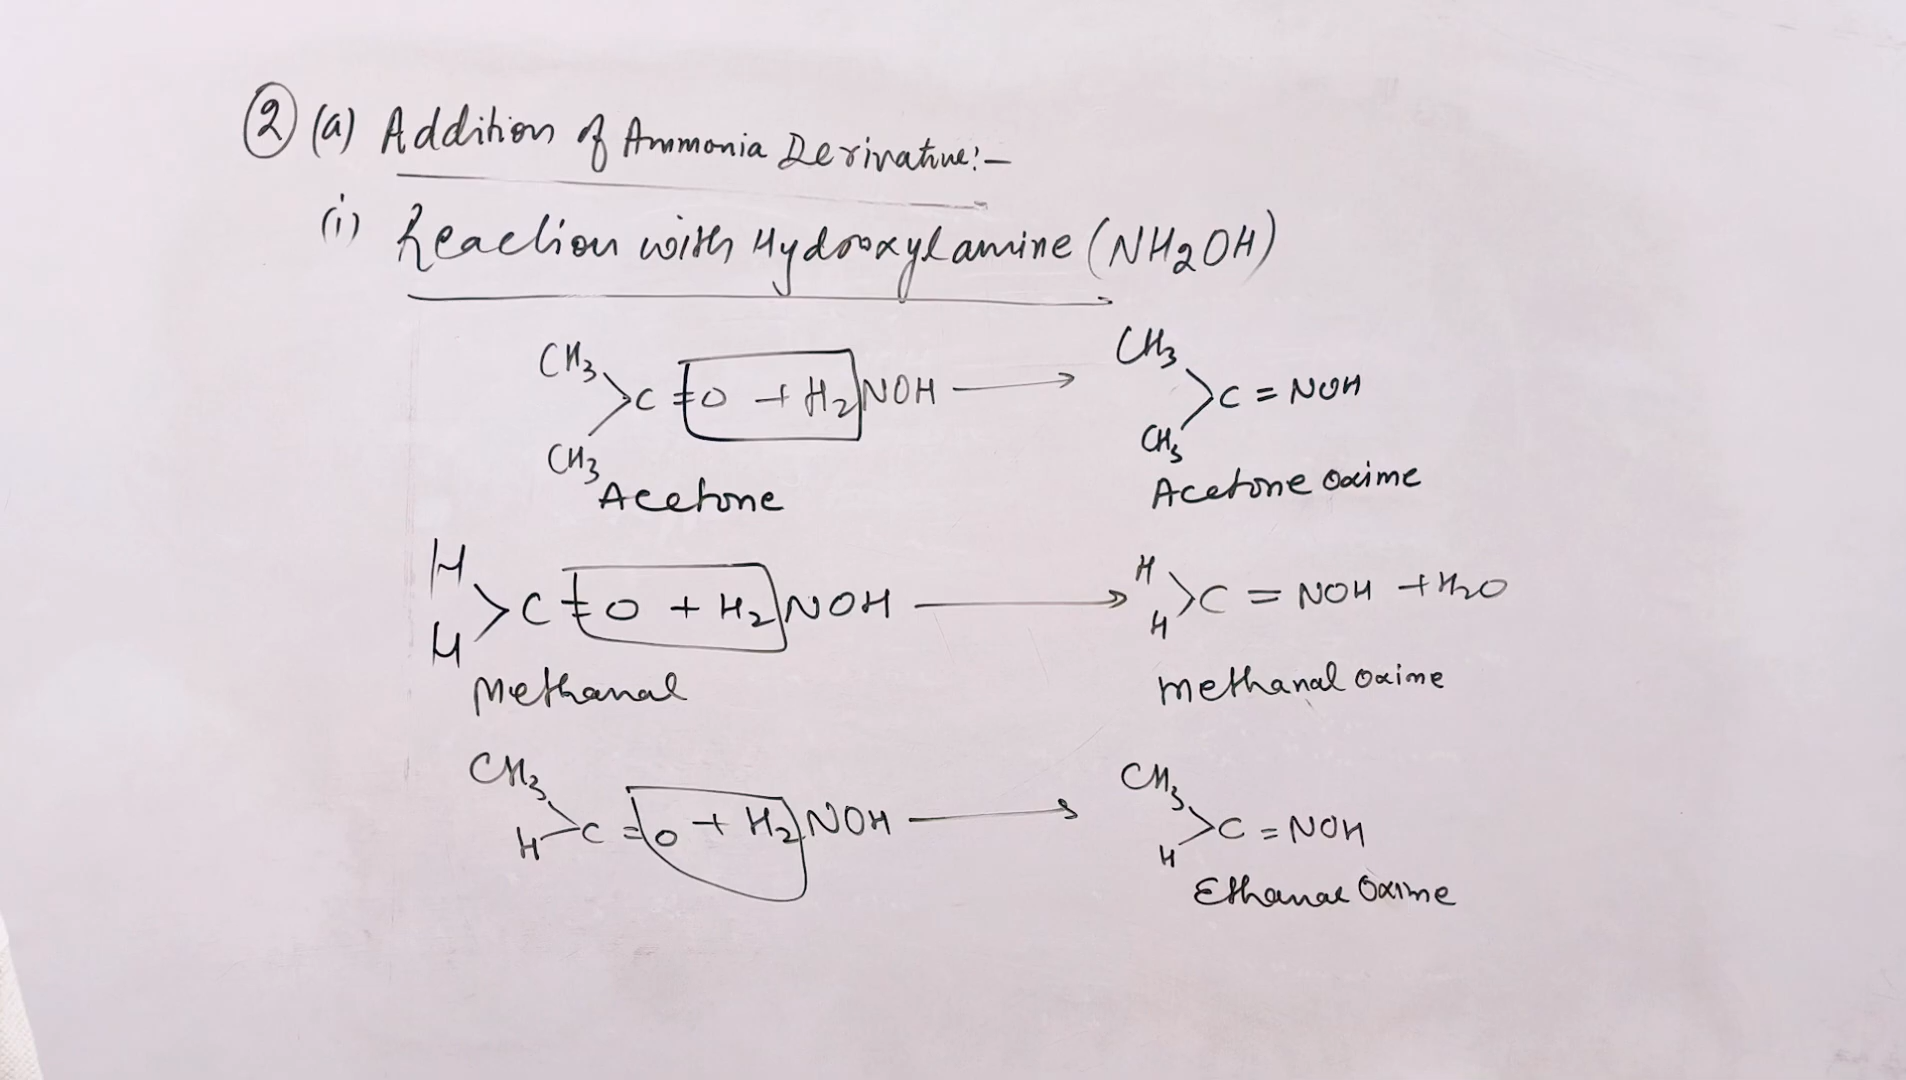 ② (a) Addition of Ammonia Derivative:-
(i) Reaction with Hydroxylamine (NH2OH)
CH3 CH3
>C=O + H2NOH ⟶ >C=NOH
CH3 CH3
Acetone Acetone Oxime
H H
>C=O + H2NOH ⟶ >C=NOH + H2O
H H
Methanal methanal oxime
CH3 CH3
H>C=O + H2NOH ⟶ >C=NOH
H
Ethanal Oxime